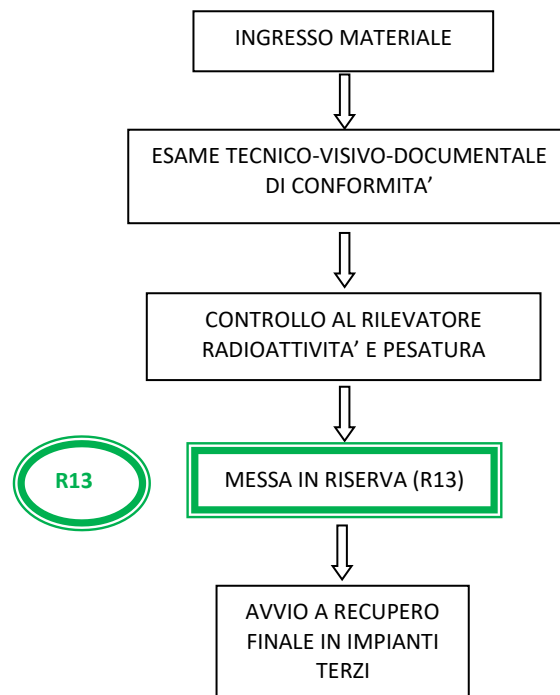 INGRESSO MATERIALE
ESAME TECNICO-VISIVO-DOCUMENTALE
DI CONFORMITA’
CONTROLLO AL RILEVATORE
RADIOATTIVITA’ E PESATURA
R13
MESSA IN RISERVA (R13)
AVVIO A RECUPERO
FINALE IN IMPIANTI
TERZI